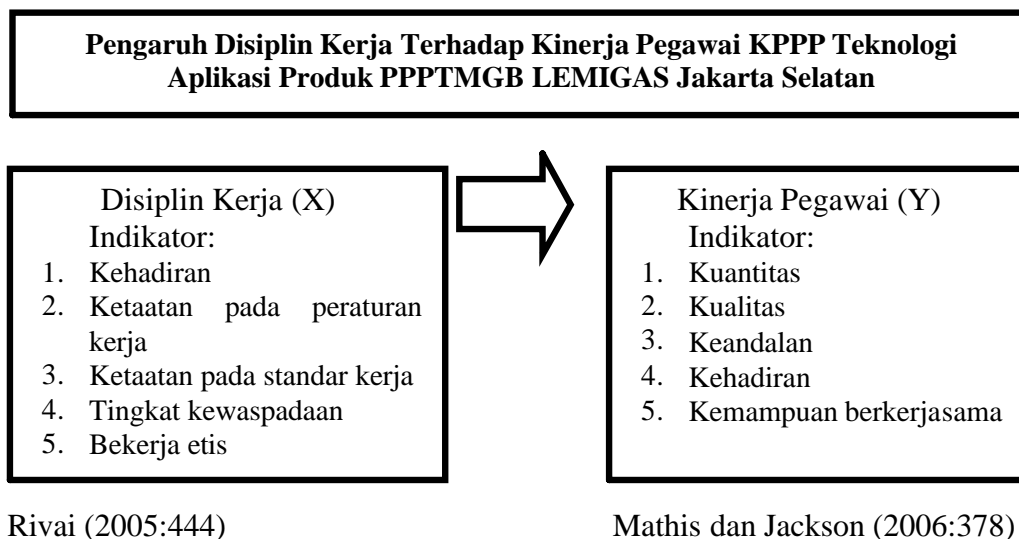 Pengaruh Disiplin Kerja Terhadap Kinerja Pegawai KPPP Teknologi
Aplikasi Produk PPPTMGB LEMIGAS Jakarta Selatan
Disiplin Kerja (X)
Indikator:
1. Kehadiran
2. Ketaatan pada peraturan
kerja
3. Ketaatan pada standar kerja
4. Tingkat kewaspadaan
5. Bekerja etis
Rivai (2005:444)
Kinerja Pegawai (Y)
Indikator:
1. Kuantitas
2. Kualitas
3. Keandalan
4. Kehadiran
5. Kemampuan berkerjasama
Mathis dan Jackson (2006:378)